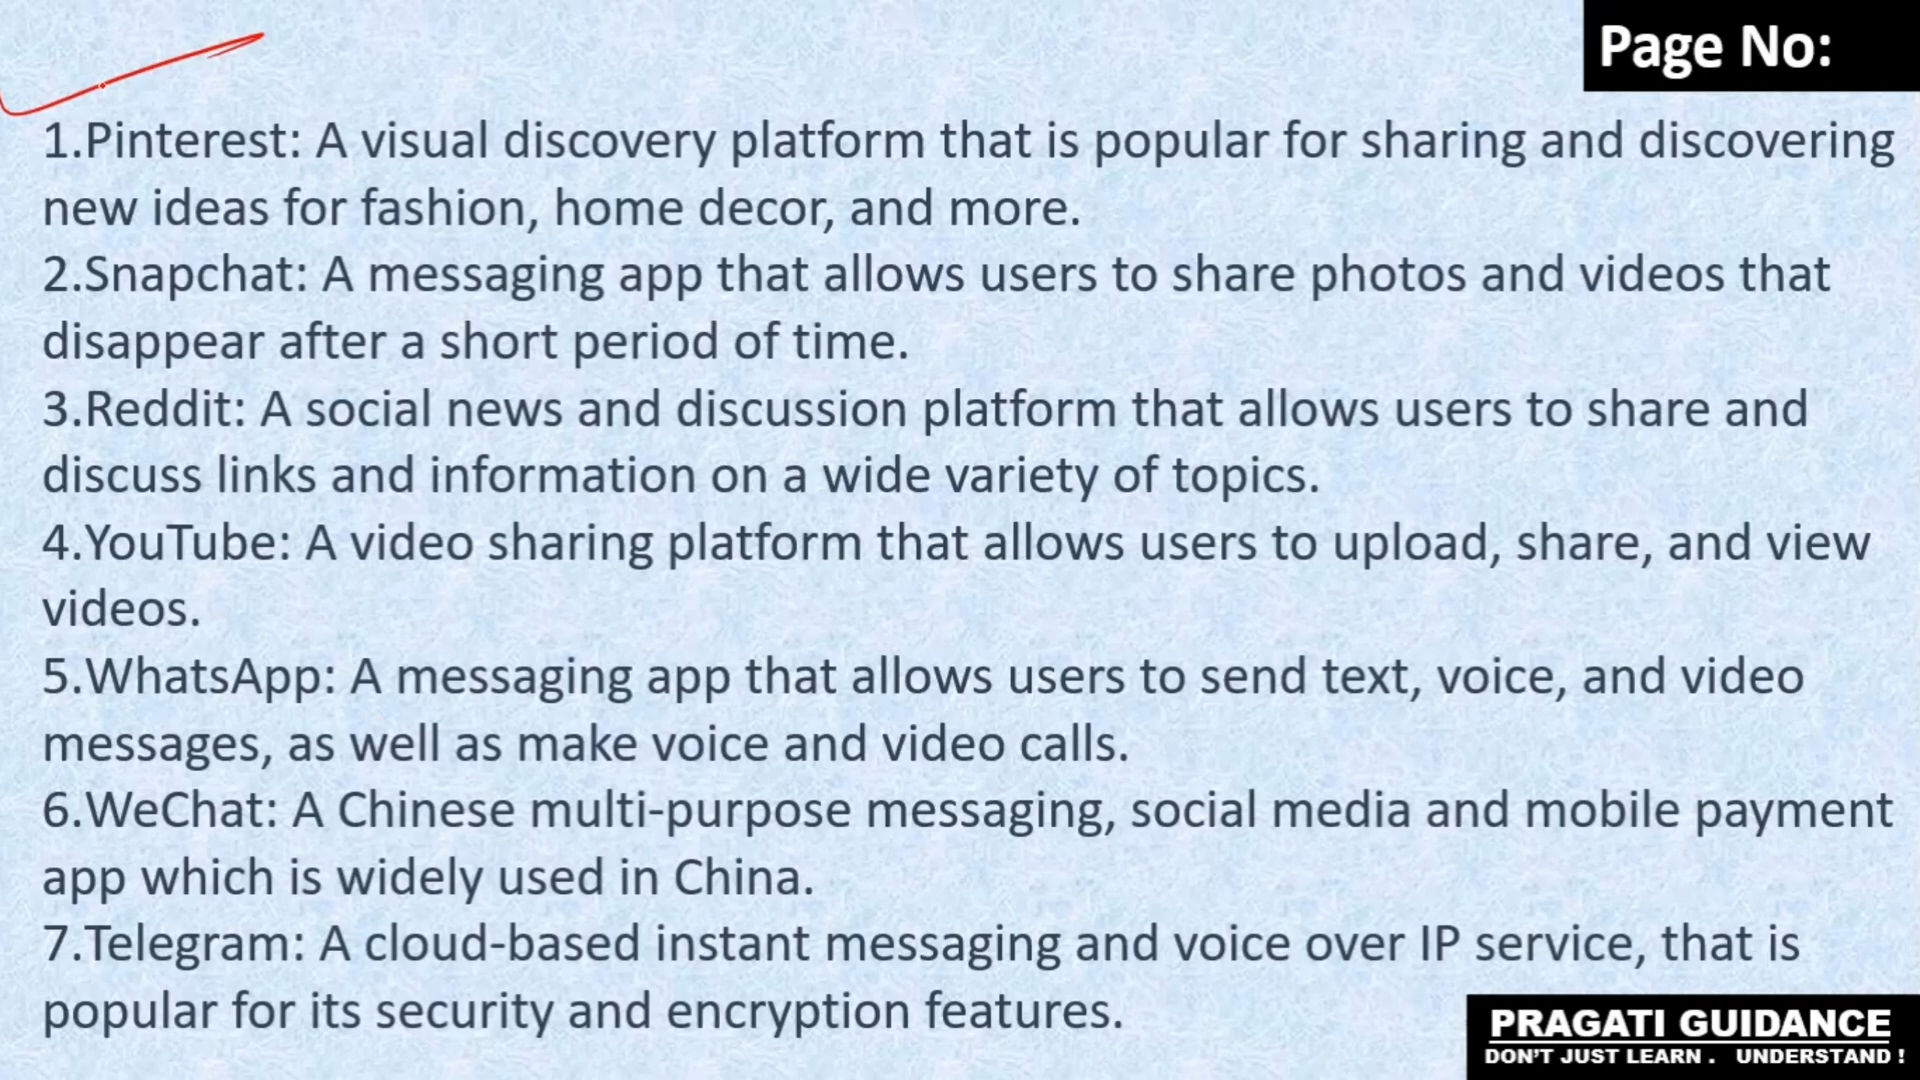 Page No:
1.Pinterest: A visual discovery platform that is popular for sharing and discovering
new ideas for fashion, home decor, and more.
2.Snapchat: A messaging app that allows users to share photos and videos that
disappear after a short period of time.
3.Reddit: A social news and discussion platform that allows users to share and
discuss links and information on a wide variety of topics.
4.YouTube: A video sharing platform that allows users to upload, share, and view
videos.
5.WhatsApp: A messaging app that allows users to send text, voice, and video
messages, as well as make voice and video calls.
6.WeChat: A Chinese multi-purpose messaging, social media and mobile payment
app which is widely used in China.
7.Telegram: A cloud-based instant messaging and voice over IP service, that is
popular for its security and encryption features.
PRAGATI GUIDANCE
DON'T JUST LEARN . UNDERSTAND !